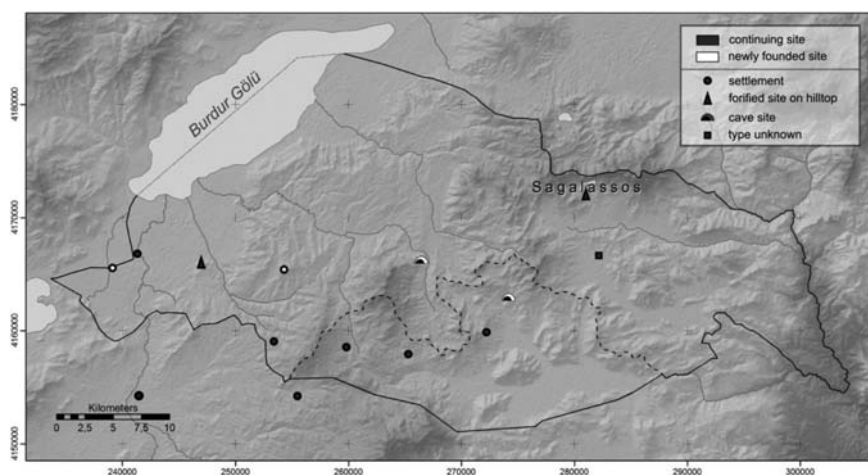 continuing site
newly founded site
settlement
forified site on hilltop
cave site
type unknown
Burdur Gölü
Sagalassos
4180000
4170000
4160000
4150000
Kilometers
0 2,5 5 7,5 10
240000 250000 260000 270000 280000 290000 300000